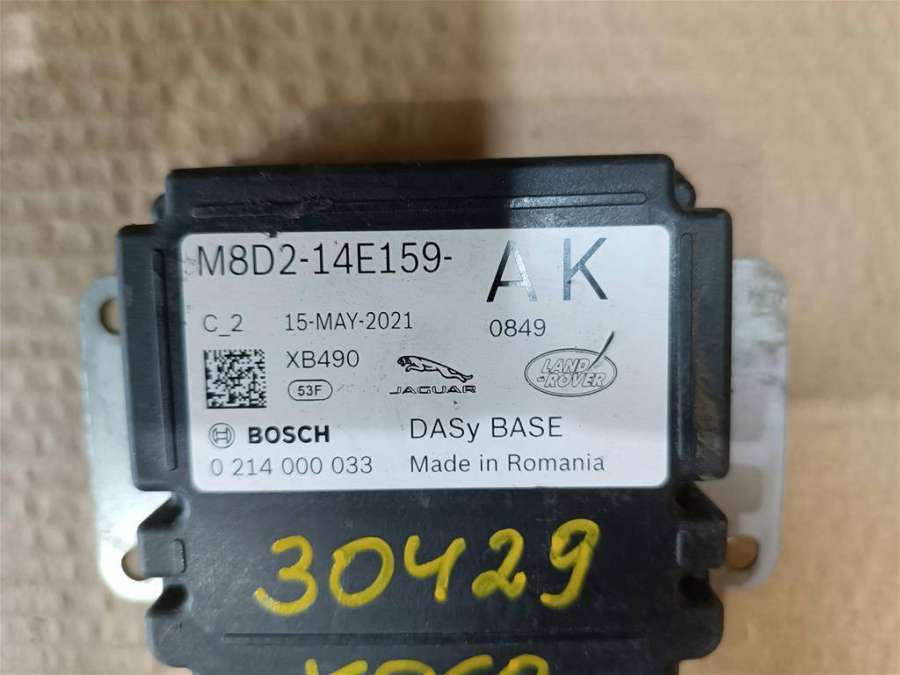 M8D2-14E159- AK
C_2 15-MAY-2021 0849
XB490
53F
JAGUAR
LAND-ROVER
BOSCH DASy BASE
0 214 000 033 Made in Romania
30429